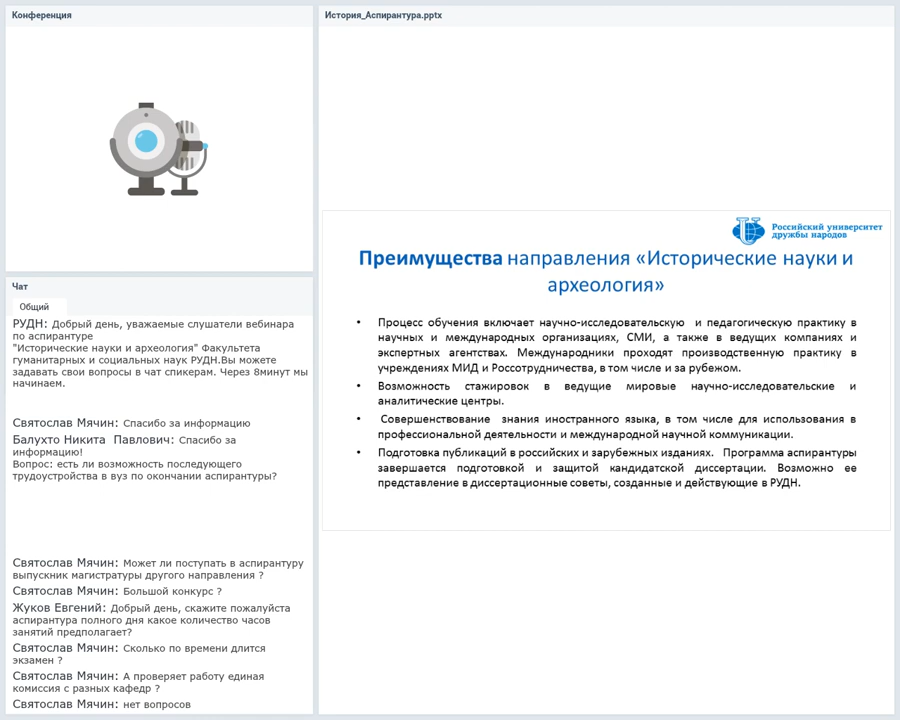 Конференция
Чат
Общий
РУДН: Добрый день, уважаемые слушатели вебинара
по аспирантуре
"Исторические науки и археология" Факультета
гуманитарных и социальных наук РУДН.Вы можете
задавать свои вопросы в чат спикерам. Через 8минут мы
начинаем.
Святослав Мячин: Спасибо за информацию
Балухто Никита Павлович: Спасибо за
информацию!
Вопрос: есть ли возможность последующего
трудоустройства в вуз по окончании аспирантуры?
Святослав Мячин: Может ли поступать в аспирантуру
выпускник магистратуры другого направления ?
Святослав Мячин: Большой конкурс ?
Жуков Евгений: Добрый день, скажите пожалуйста
аспирантура полного дня какое количество часов
занятий предполагает?
Святослав Мячин: Сколько по времени длится
экзамен ?
Святослав Мячин: А проверяет работу единая
комиссия с разных кафедр ?
Святослав Мячин: нет вопросов
История_Аспирантура.pptx
Российский университет
дружбы народов
Преимущества направления «Исторические науки и
археология»
• Процесс обучения включает научно-исследовательскую и педагогическую практику в
научных и международных организациях, СМИ, а также в ведущих компаниях и
экспертных агентствах. Международники проходят производственную практику в
учреждениях МИД и Россотрудничества, в том числе и за рубежом.
• Возможность стажировок в ведущие мировые научно-исследовательские и
аналитические центры.
• Совершенствование знания иностранного языка, в том числе для использования в
профессиональной деятельности и международной научной коммуникации.
• Подготовка публикаций в российских и зарубежных изданиях. Программа аспирантуры
завершается подготовкой и защитой кандидатской диссертации. Возможно ее
представление в диссертационные советы, созданные и действующие в РУДН.